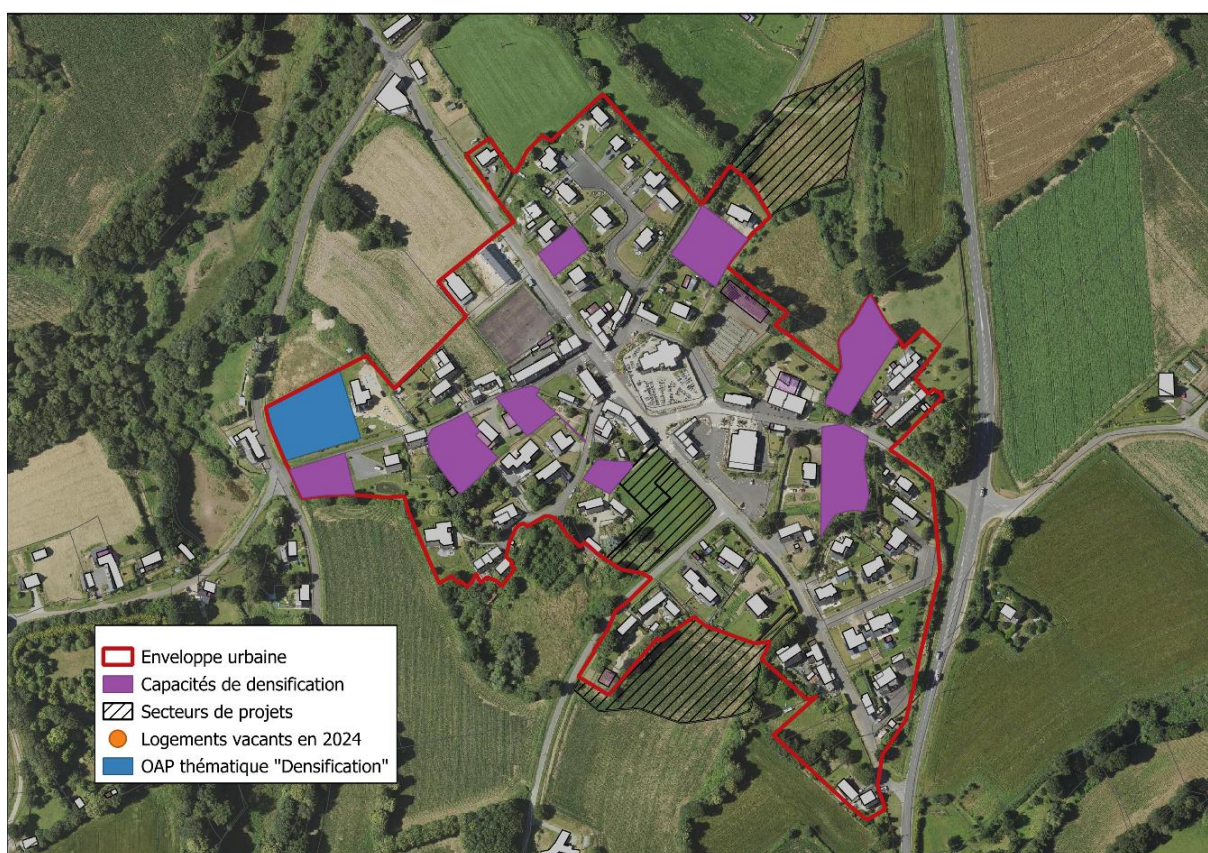 Enveloppe urbaine
Capacités de densification
Secteurs de projets
Logements vacants en 2024
OAP thématique "Densification"